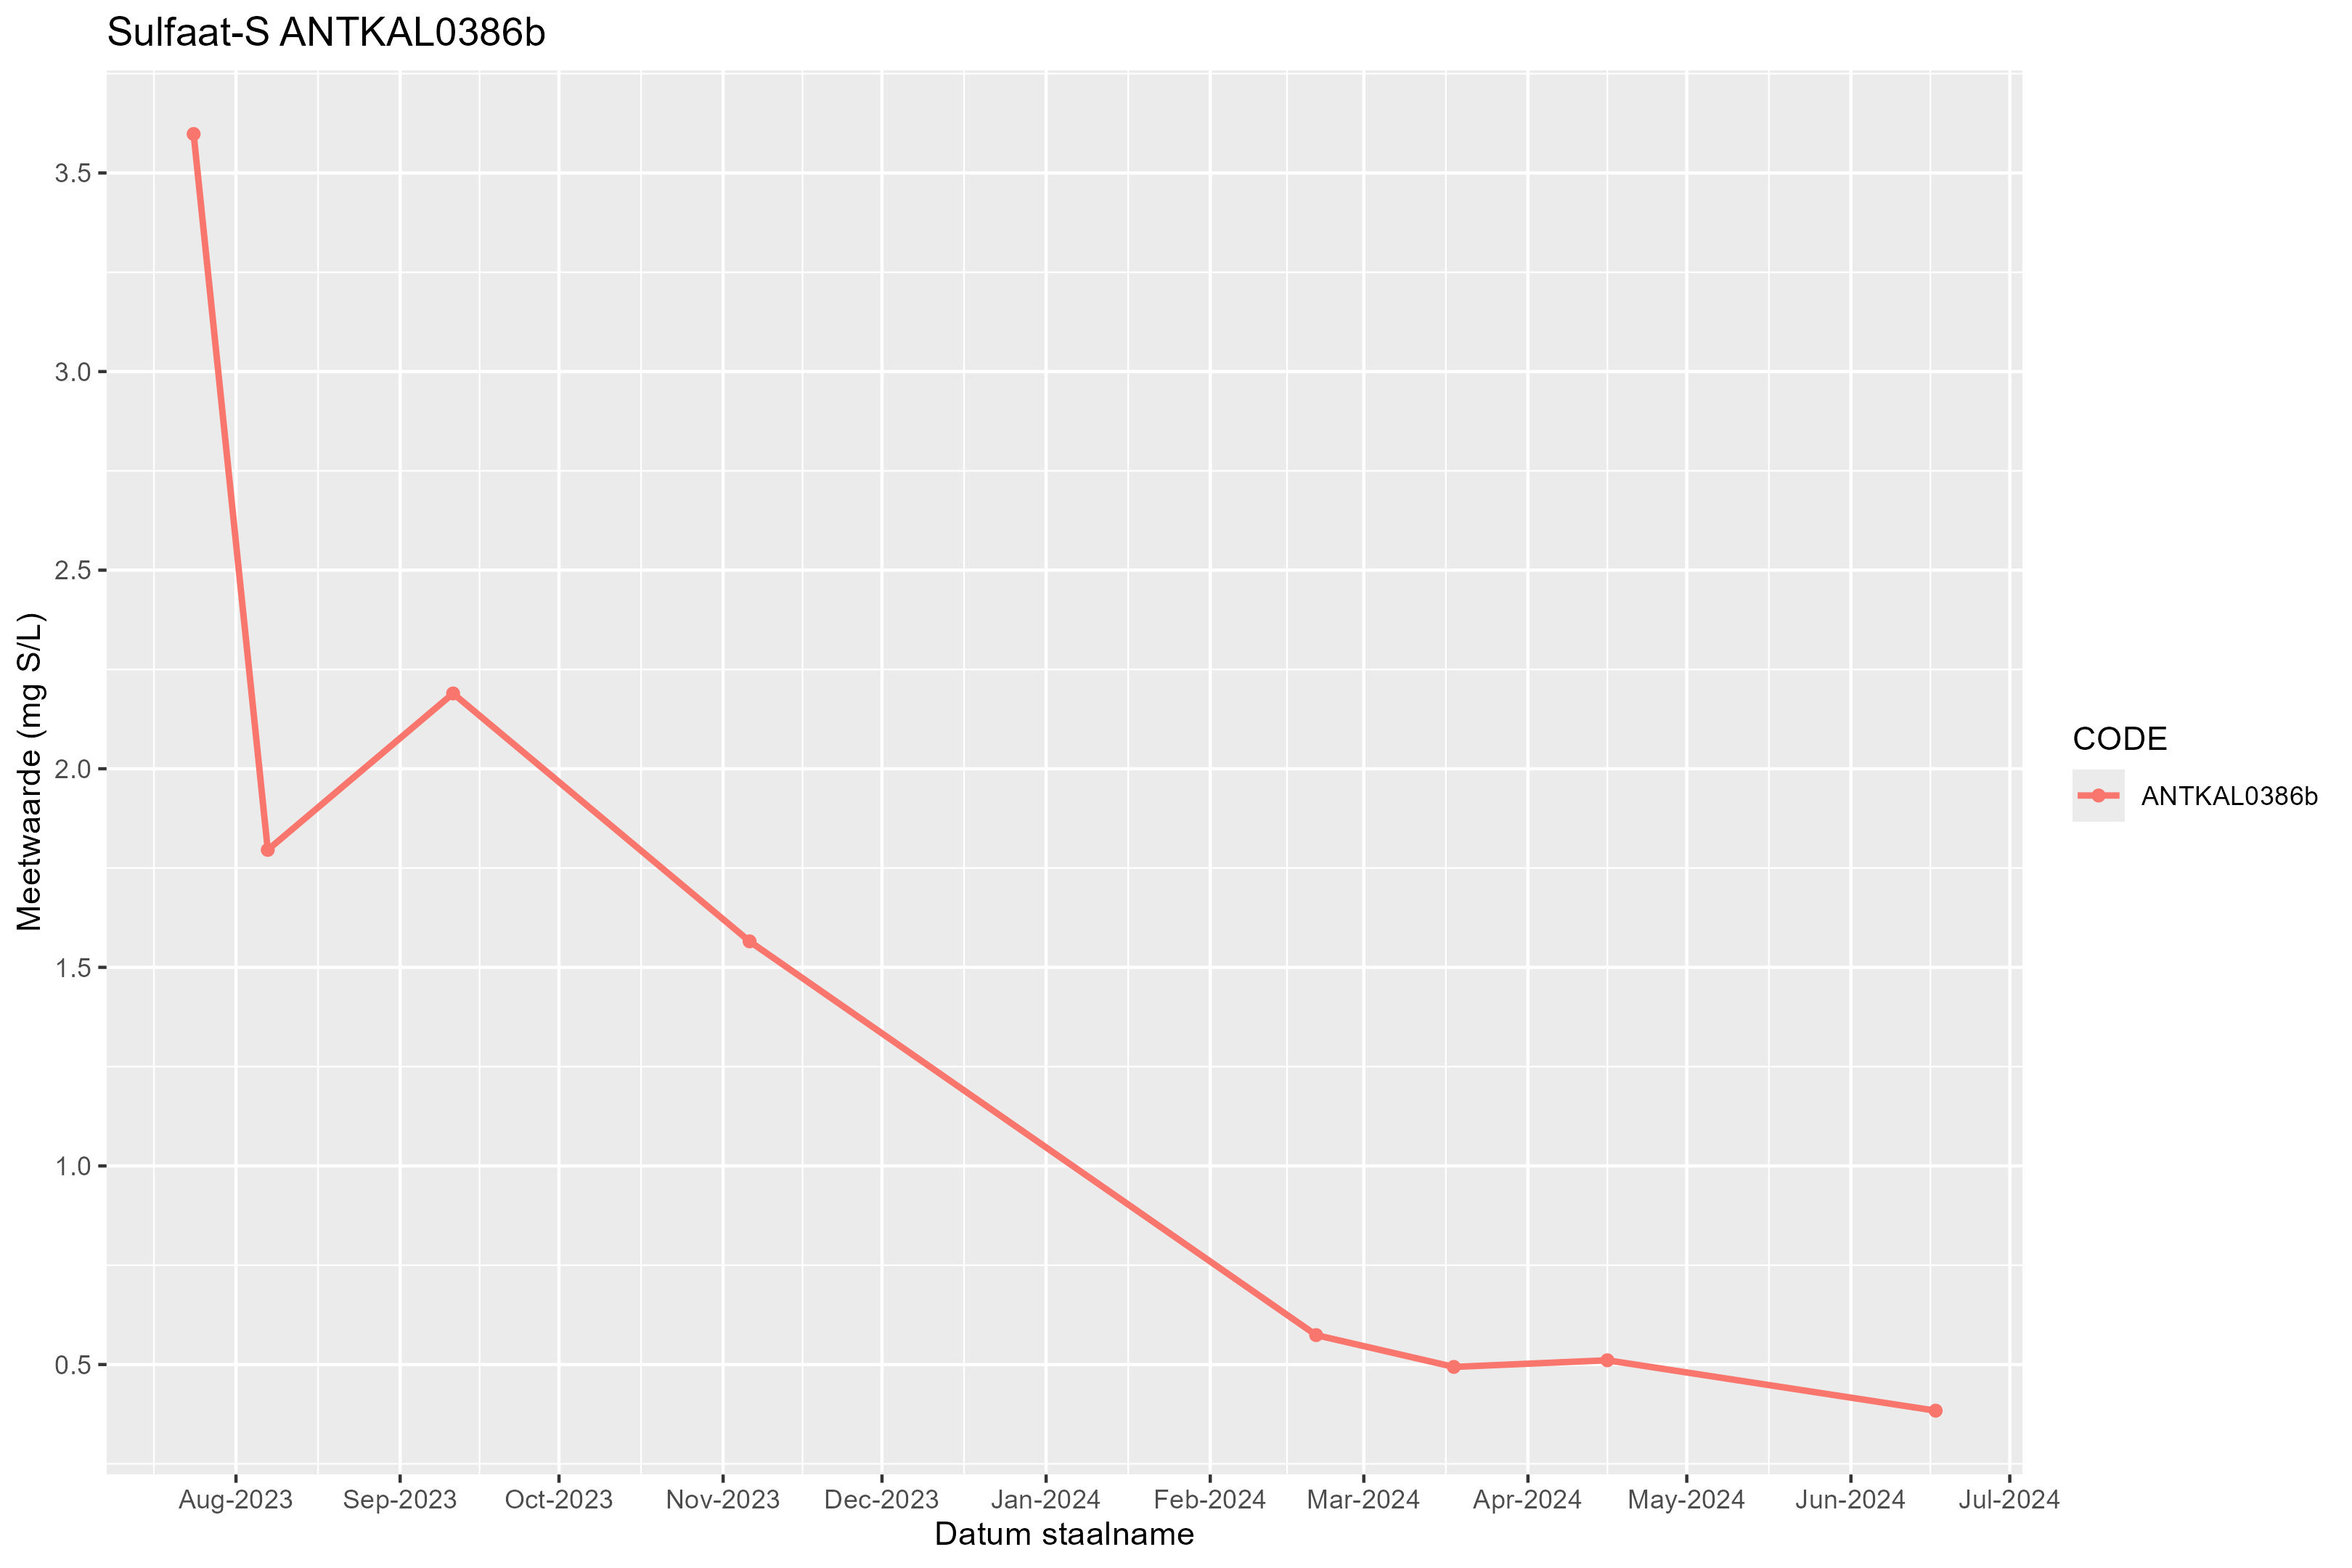 Sulfaat-S ANTKAL0386b
Meetwaarde (mg S/L)
3.5
3.0
2.5
2.0
1.5
1.0
0.5
Aug-2023 Sep-2023 Oct-2023 Nov-2023 Dec-2023 Jan-2024 Feb-2024 Mar-2024 Apr-2024 May-2024 Jun-2024 Jul-2024
Datum staalname
CODE
ANTKAL0386b